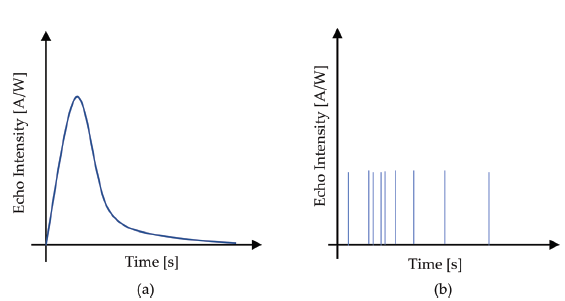 Echo Intensity [A/W]
Time [s]
(a)
Echo Intensity [A/W]
Time [s]
(b)